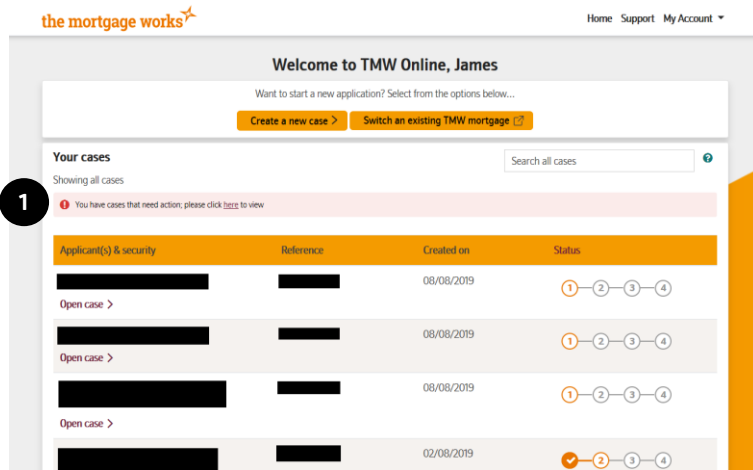 the mortgage works
Home Support My Account
Welcome to TMW Online, James
Want to start a new application? Select from the options below...
Create a new case > Switch an existing TMW mortgage
Your cases
Search all cases
?
Showing all cases
1
! You have cases that need action; please click here to view
Applicant(s) & security Reference Created on Status
08/08/2019
1 2 3 4
Open case >
08/08/2019
1 2 3 4
Open case >
08/08/2019
1 2 3 4
Open case >
02/08/2019
2 3 4